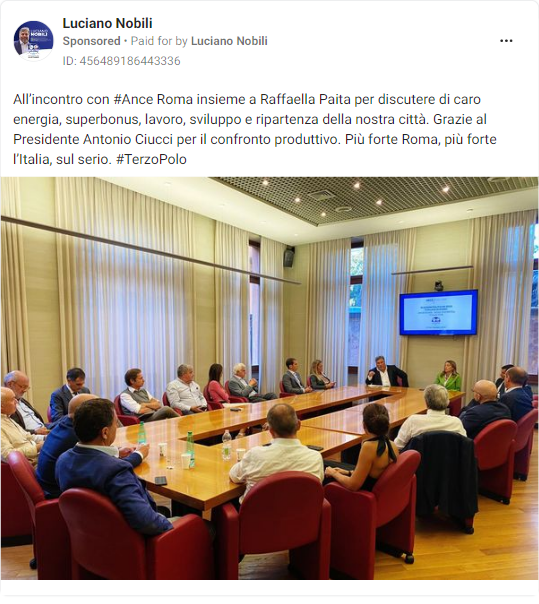 Luciano Nobili
Sponsored • Paid for by Luciano Nobili
ID: 456489186443336
LUCIANO
NOBILI
All'incontro con #Ance Roma insieme a Raffaella Paita per discutere di caro
energia, superbonus, lavoro, sviluppo e ripartenza della nostra città. Grazie al
Presidente Antonio Ciucci per il confronto produttivo. Più forte Roma, più forte
l'Italia, sul serio. #TerzoPolo